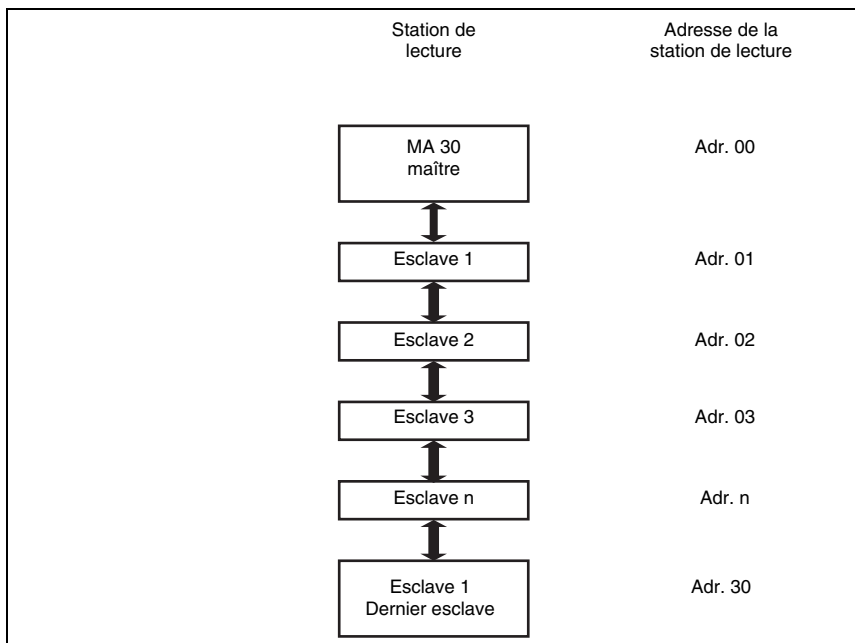 Station de
lecture
Adresse de la
station de lecture
MA 30
maître
Adr. 00
Esclave 1
Adr. 01
Esclave 2
Adr. 02
Esclave 3
Adr. 03
Esclave n
Adr. n
Esclave 1
Dernier esclave
Adr. 30